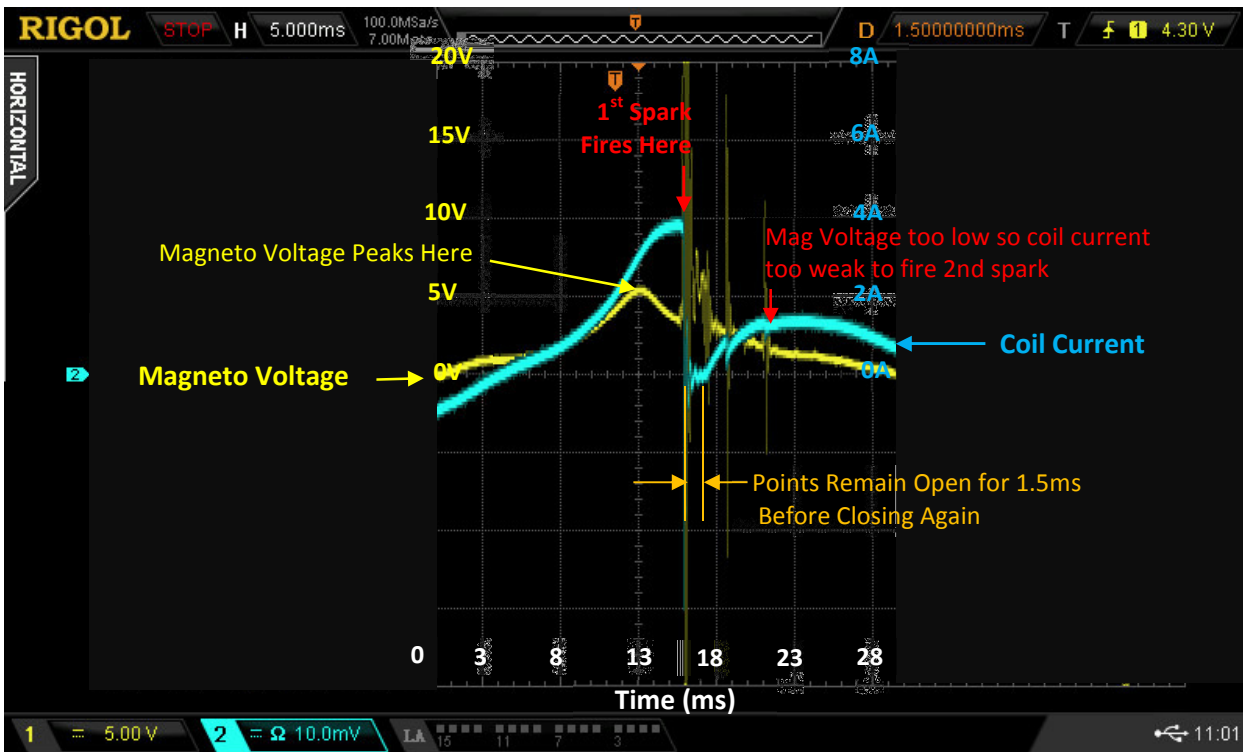 RIGOL STOP H 5.000ms 100.0MSa/s D 1.50000000ms T 1 4.30 V
T
HORIZONTAL
20V 8A
T
1st Spark
Fires Here
15V 6A
10V 4A
Magneto Voltage Peaks Here
Mag Voltage too low so coil current
too weak to fire 2nd spark
5V 2A
Coil Current
2 Magneto Voltage 0V 0A
Points Remain Open for 1.5ms
Before Closing Again
0 3 8 13 18 23 28
Time (ms)
1 = 5.00 V 2 = Ω 10.0mV LA 15 11 7 3 11:01